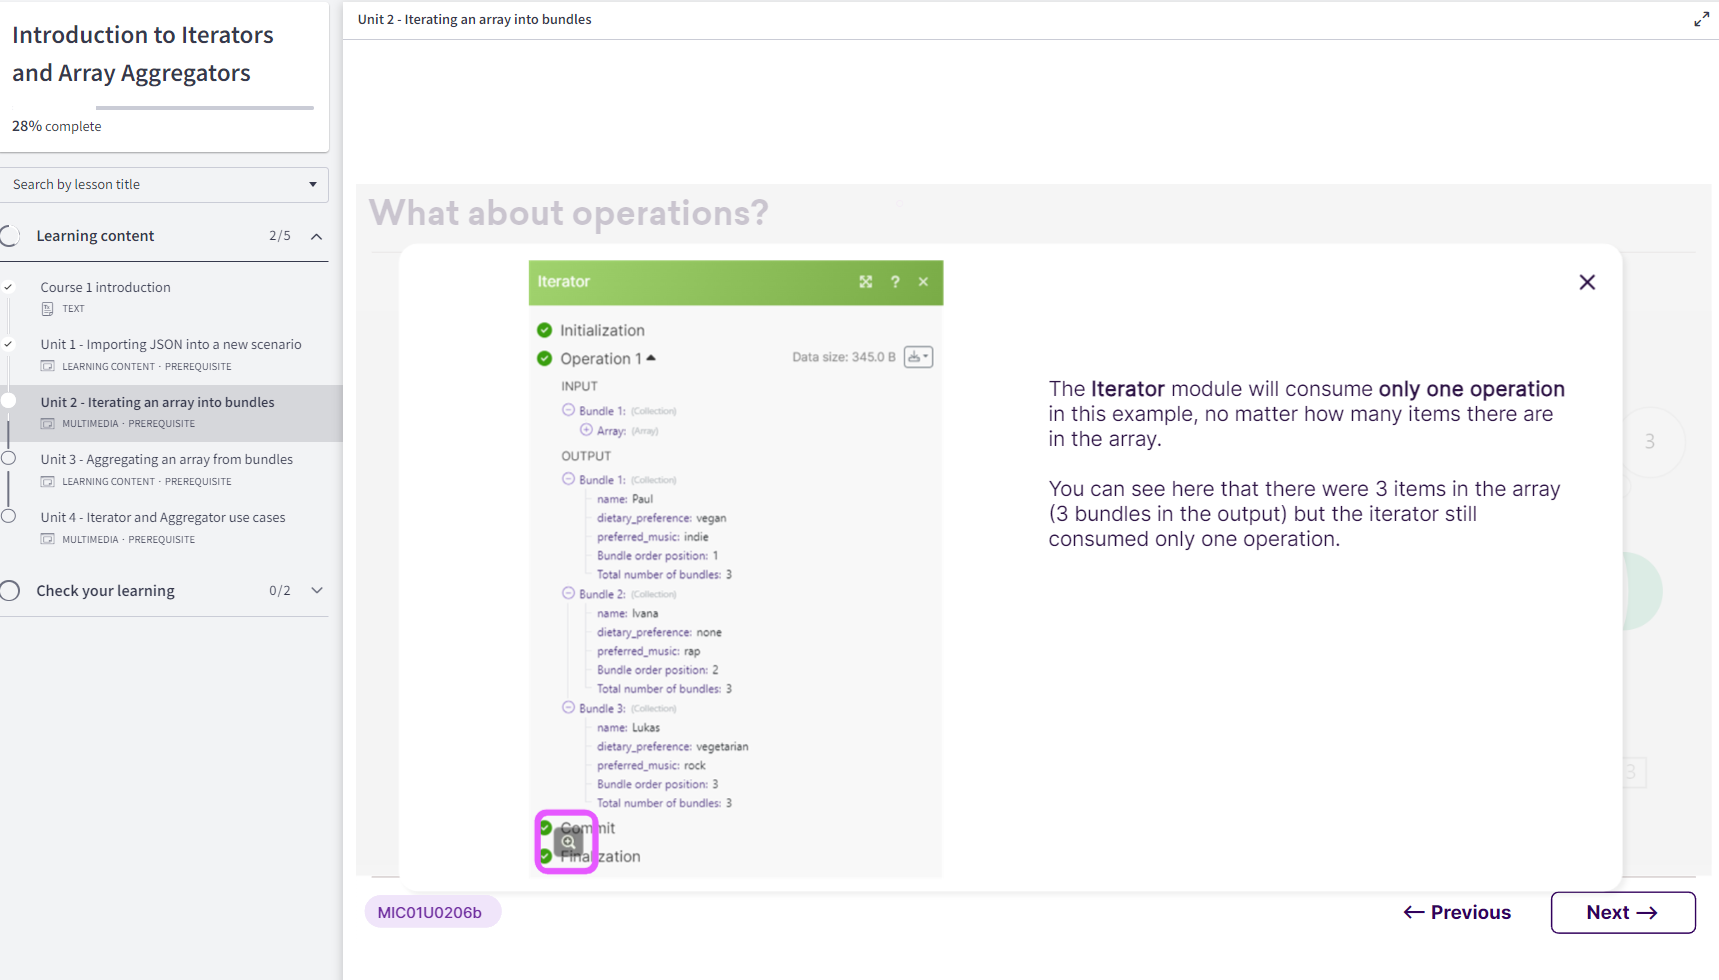 Introduction to Iterators
and Array Aggregators
28% complete
Search by lesson title
Learning content 2/5
Course 1 introduction
TEXT
Unit 1 - Importing JSON into a new scenario
LEARNING CONTENT · PREREQUISITE
Unit 2 - Iterating an array into bundles
MULTIMEDIA · PREREQUISITE
Unit 3 - Aggregating an array from bundles
LEARNING CONTENT · PREREQUISITE
Unit 4 - Iterator and Aggregator use cases
MULTIMEDIA · PREREQUISITE
Check your learning 0/2
Unit 2 - Iterating an array into bundles
What about operations?
Iterator ?
Initialization
Operation 1 Data size: 345.0 B
INPUT
Bundle 1: (Collection)
Array: (Array)
OUTPUT
Bundle 1: (Collection)
name: Paul
dietary_preference: vegan
preferred_music: indie
Bundle order position: 1
Total number of bundles: 3
Bundle 2: (Collection)
name: Ivana
dietary_preference: none
preferred_music: rap
Bundle order position: 2
Total number of bundles: 3
Bundle 3: (Collection)
name: Lukas
dietary_preference: vegetarian
preferred_music: rock
Bundle order position: 3
Total number of bundles: 3
Commit
Finalization
The Iterator module will consume only one operation
in this example, no matter how many items there are
in the array.
You can see here that there were 3 items in the array
(3 bundles in the output) but the iterator still
consumed only one operation.
3
3
MIC01U0206b
← Previous
Next →